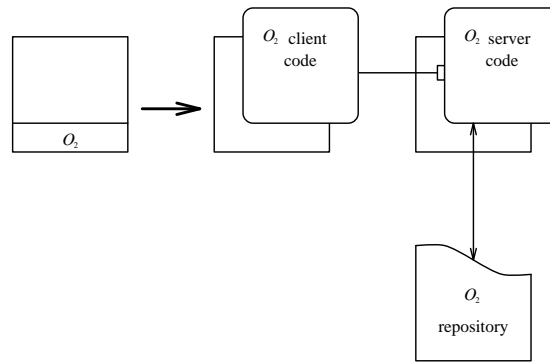 O₂
O₂ client
code
O₂ server
code
O₂
repository